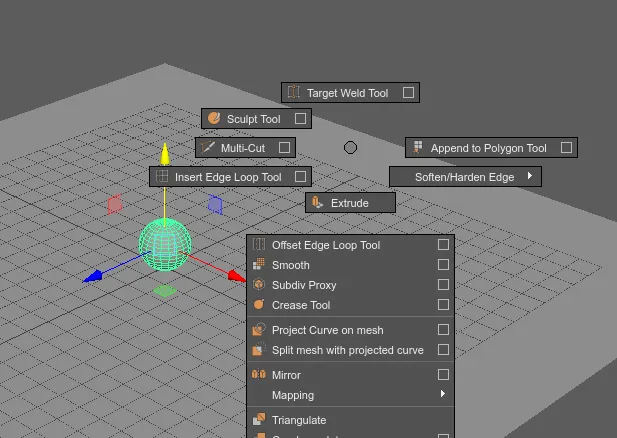 Target Weld Tool
Sculpt Tool
Multi-Cut
Append to Polygon Tool
Insert Edge Loop Tool
Soften/Harden Edge
Extrude
Offset Edge Loop Tool
Smooth
Subdiv Proxy
Crease Tool
Project Curve on mesh
Split mesh with projected curve
Mirror
Mapping
Triangulate